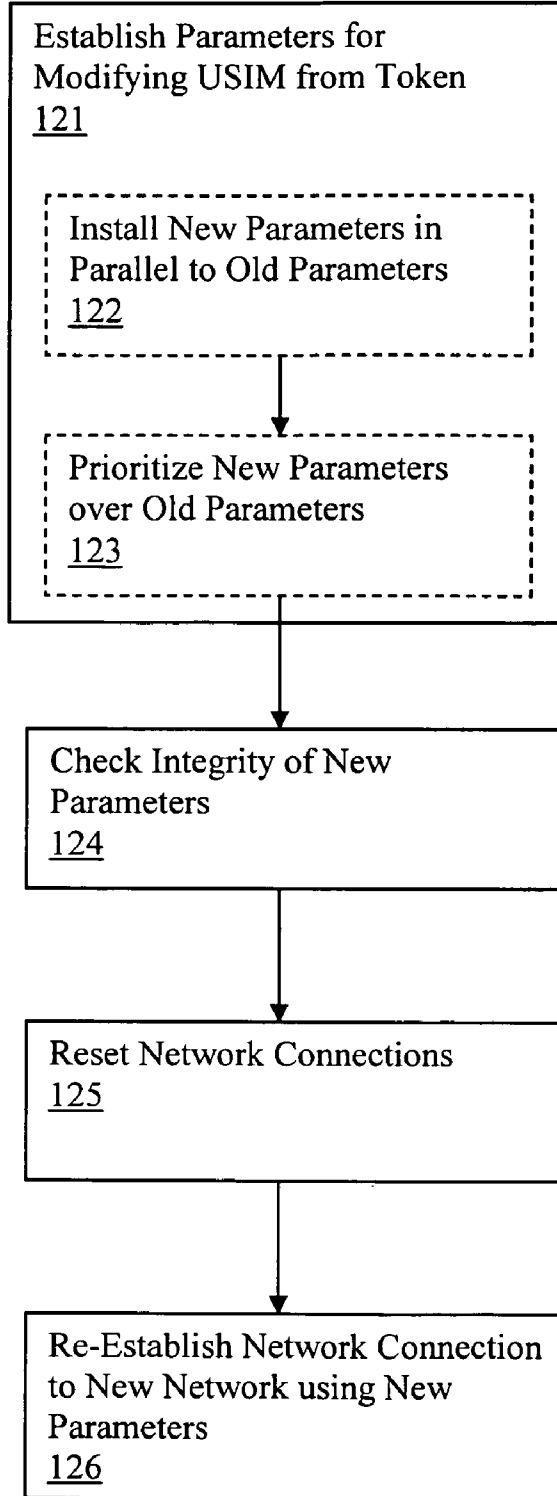 Establish Parameters for
Modifying USIM from Token
121
Install New Parameters in
Parallel to Old Parameters
122
Prioritize New Parameters
over Old Parameters
123
Check Integrity of New
Parameters
124
Reset Network Connections
125
Re-Establish Network Connection
to New Network using New
Parameters
126